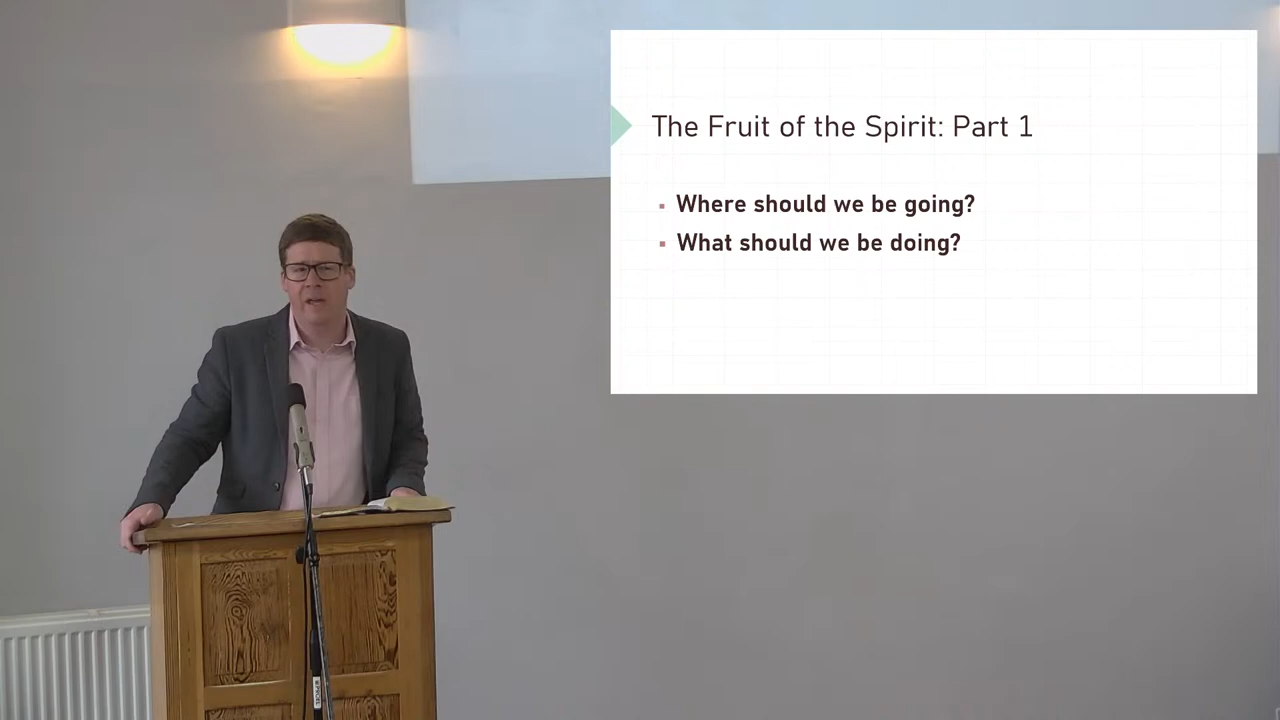 The Fruit of the Spirit: Part 1
Where should we be going?
What should we be doing?